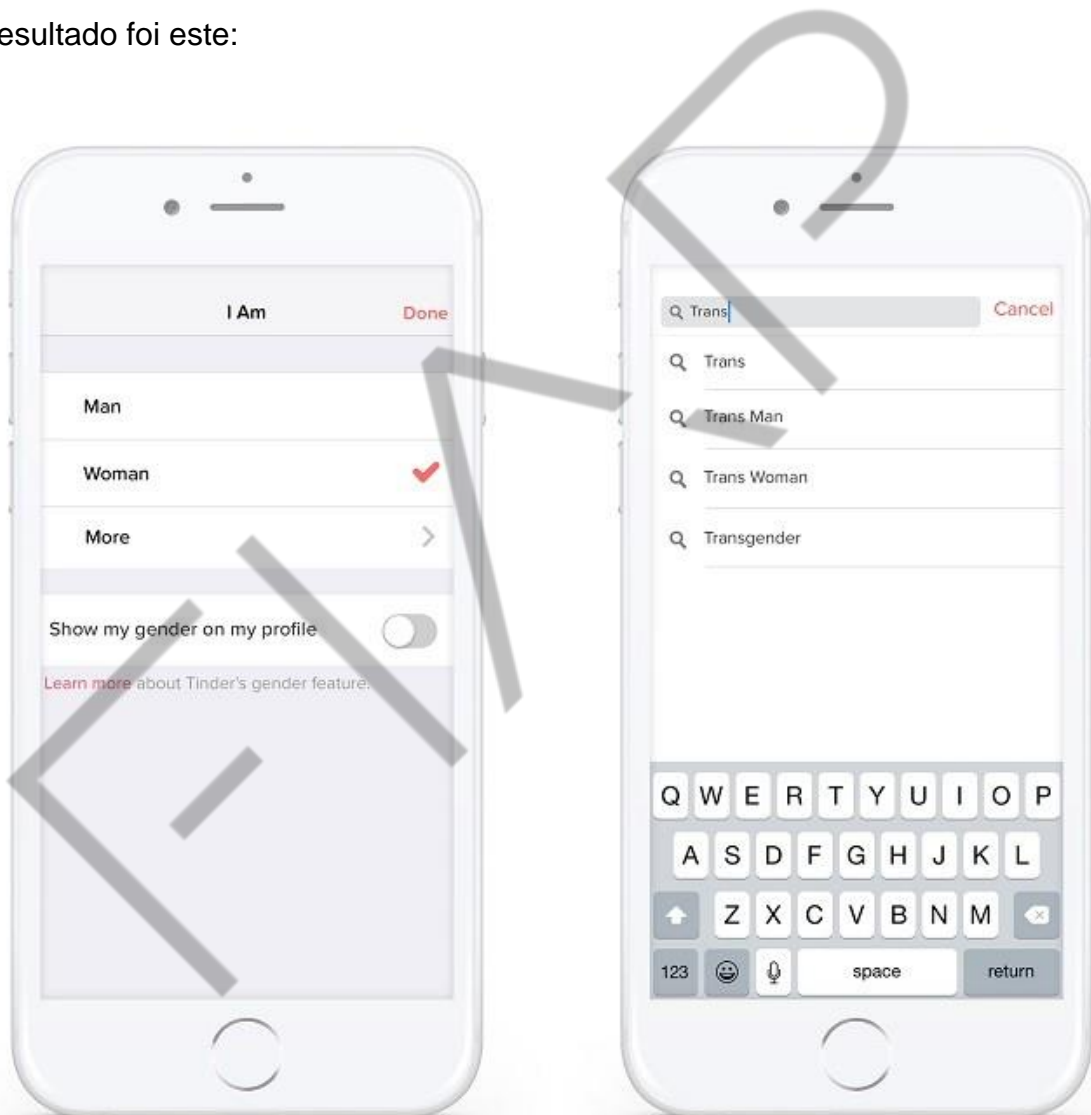 esultado foi este:
I Am Done
Man
Woman
More
Show my gender on my profile
Learn more about Tinder's gender feature.
Trans Cancel
Trans
Trans Man
Trans Woman
Transgender
Q W E R T Y U I O P
A S D F G H J K L
Z X C V B N M
123 space return
FIAP